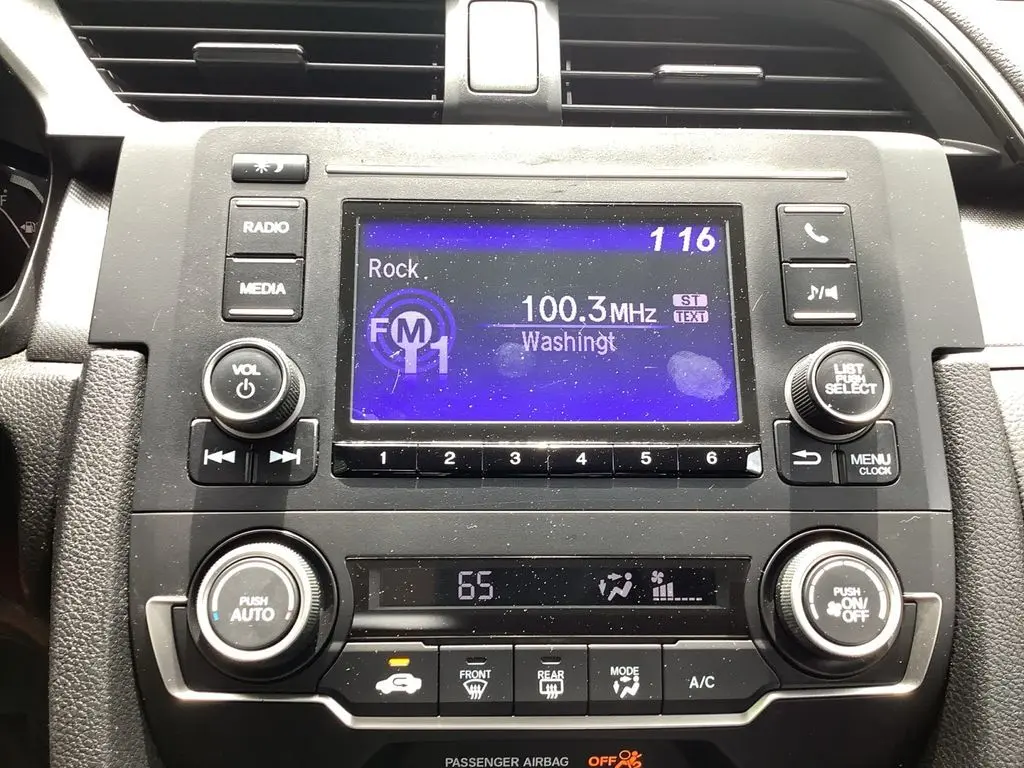 F
RADIO
MEDIA
VOL
1 16
Rock
100.3MHz
ST
TEXT
Washingt
FM
1
LIST
PUSH
SELECT
MENU
CLOCK
1 2 3 4 5 6
PUSH
AUTO
65
PUSH
ON/
OFF
FRONT
REAR
MODE
A/C
PASSENGER AIRBAG OFF